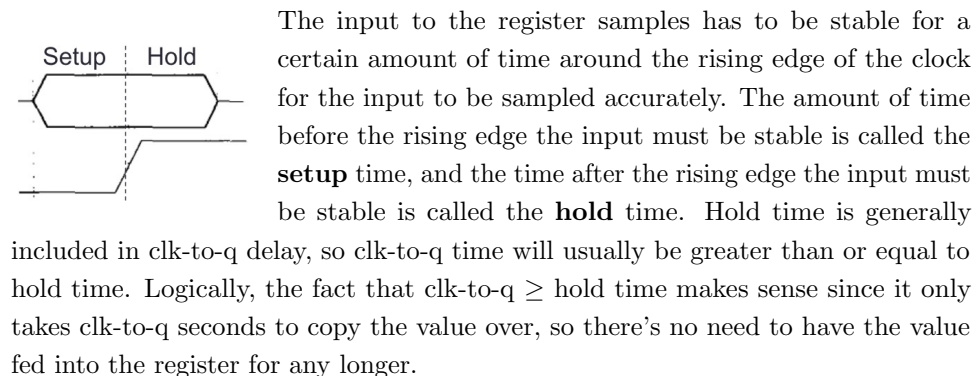 Setup Hold
The input to the register samples has to be stable for a
certain amount of time around the rising edge of the clock
for the input to be sampled accurately. The amount of time
before the rising edge the input must be stable is called the
setup time, and the time after the rising edge the input must
be stable is called the hold time. Hold time is generally
included in clk-to-q delay, so clk-to-q time will usually be greater than or equal to
hold time. Logically, the fact that clk-to-q ≥ hold time makes sense since it only
takes clk-to-q seconds to copy the value over, so there's no need to have the value
fed into the register for any longer.